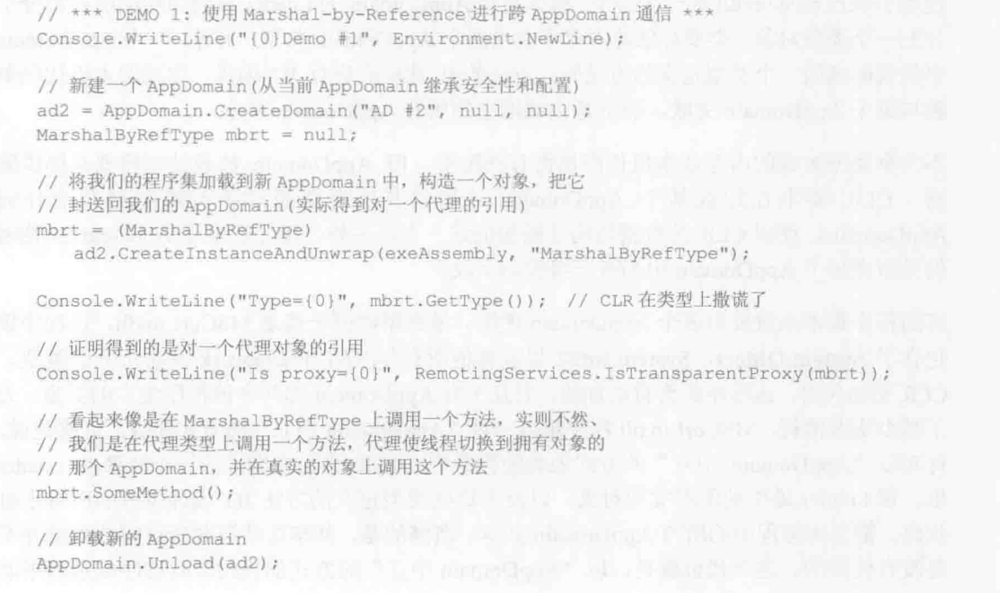 // *** DEMO 1: 使用 Marshal-by-Reference 进行跨 AppDomain 通信 ***
Console.WriteLine("{0}Demo #1", Environment.NewLine);
// 新建一个 AppDomain(从当前 AppDomain 继承安全性和配置)
ad2 = AppDomain.CreateDomain("AD #2", null, null);
MarshalByRefType mbrt = null;
// 将我们的程序集加载到新 AppDomain 中，构造一个对象，把它
// 封送回我们的 AppDomain(实际得到对一个代理的引用)
mbrt = (MarshalByRefType)
ad2.CreateInstanceAndUnwrap(exeAssembly, "MarshalByRefType");
Console.WriteLine("Type={0}", mbrt.GetType()); // CLR 在类型上撒谎了
// 证明得到的是对一个代理对象的引用
Console.WriteLine("Is proxy={0}", RemotingServices.IsTransparentProxy(mbrt));
// 看起来像是在 MarshalByRefType 上调用一个方法，实则不然，
// 我们是在代理类型上调用一个方法，代理使线程切换到拥有对象的
// 那个 AppDomain，并在真实的对象上调用这个方法
mbrt.SomeMethod();
// 卸载新的 AppDomain
AppDomain.Unload(ad2);